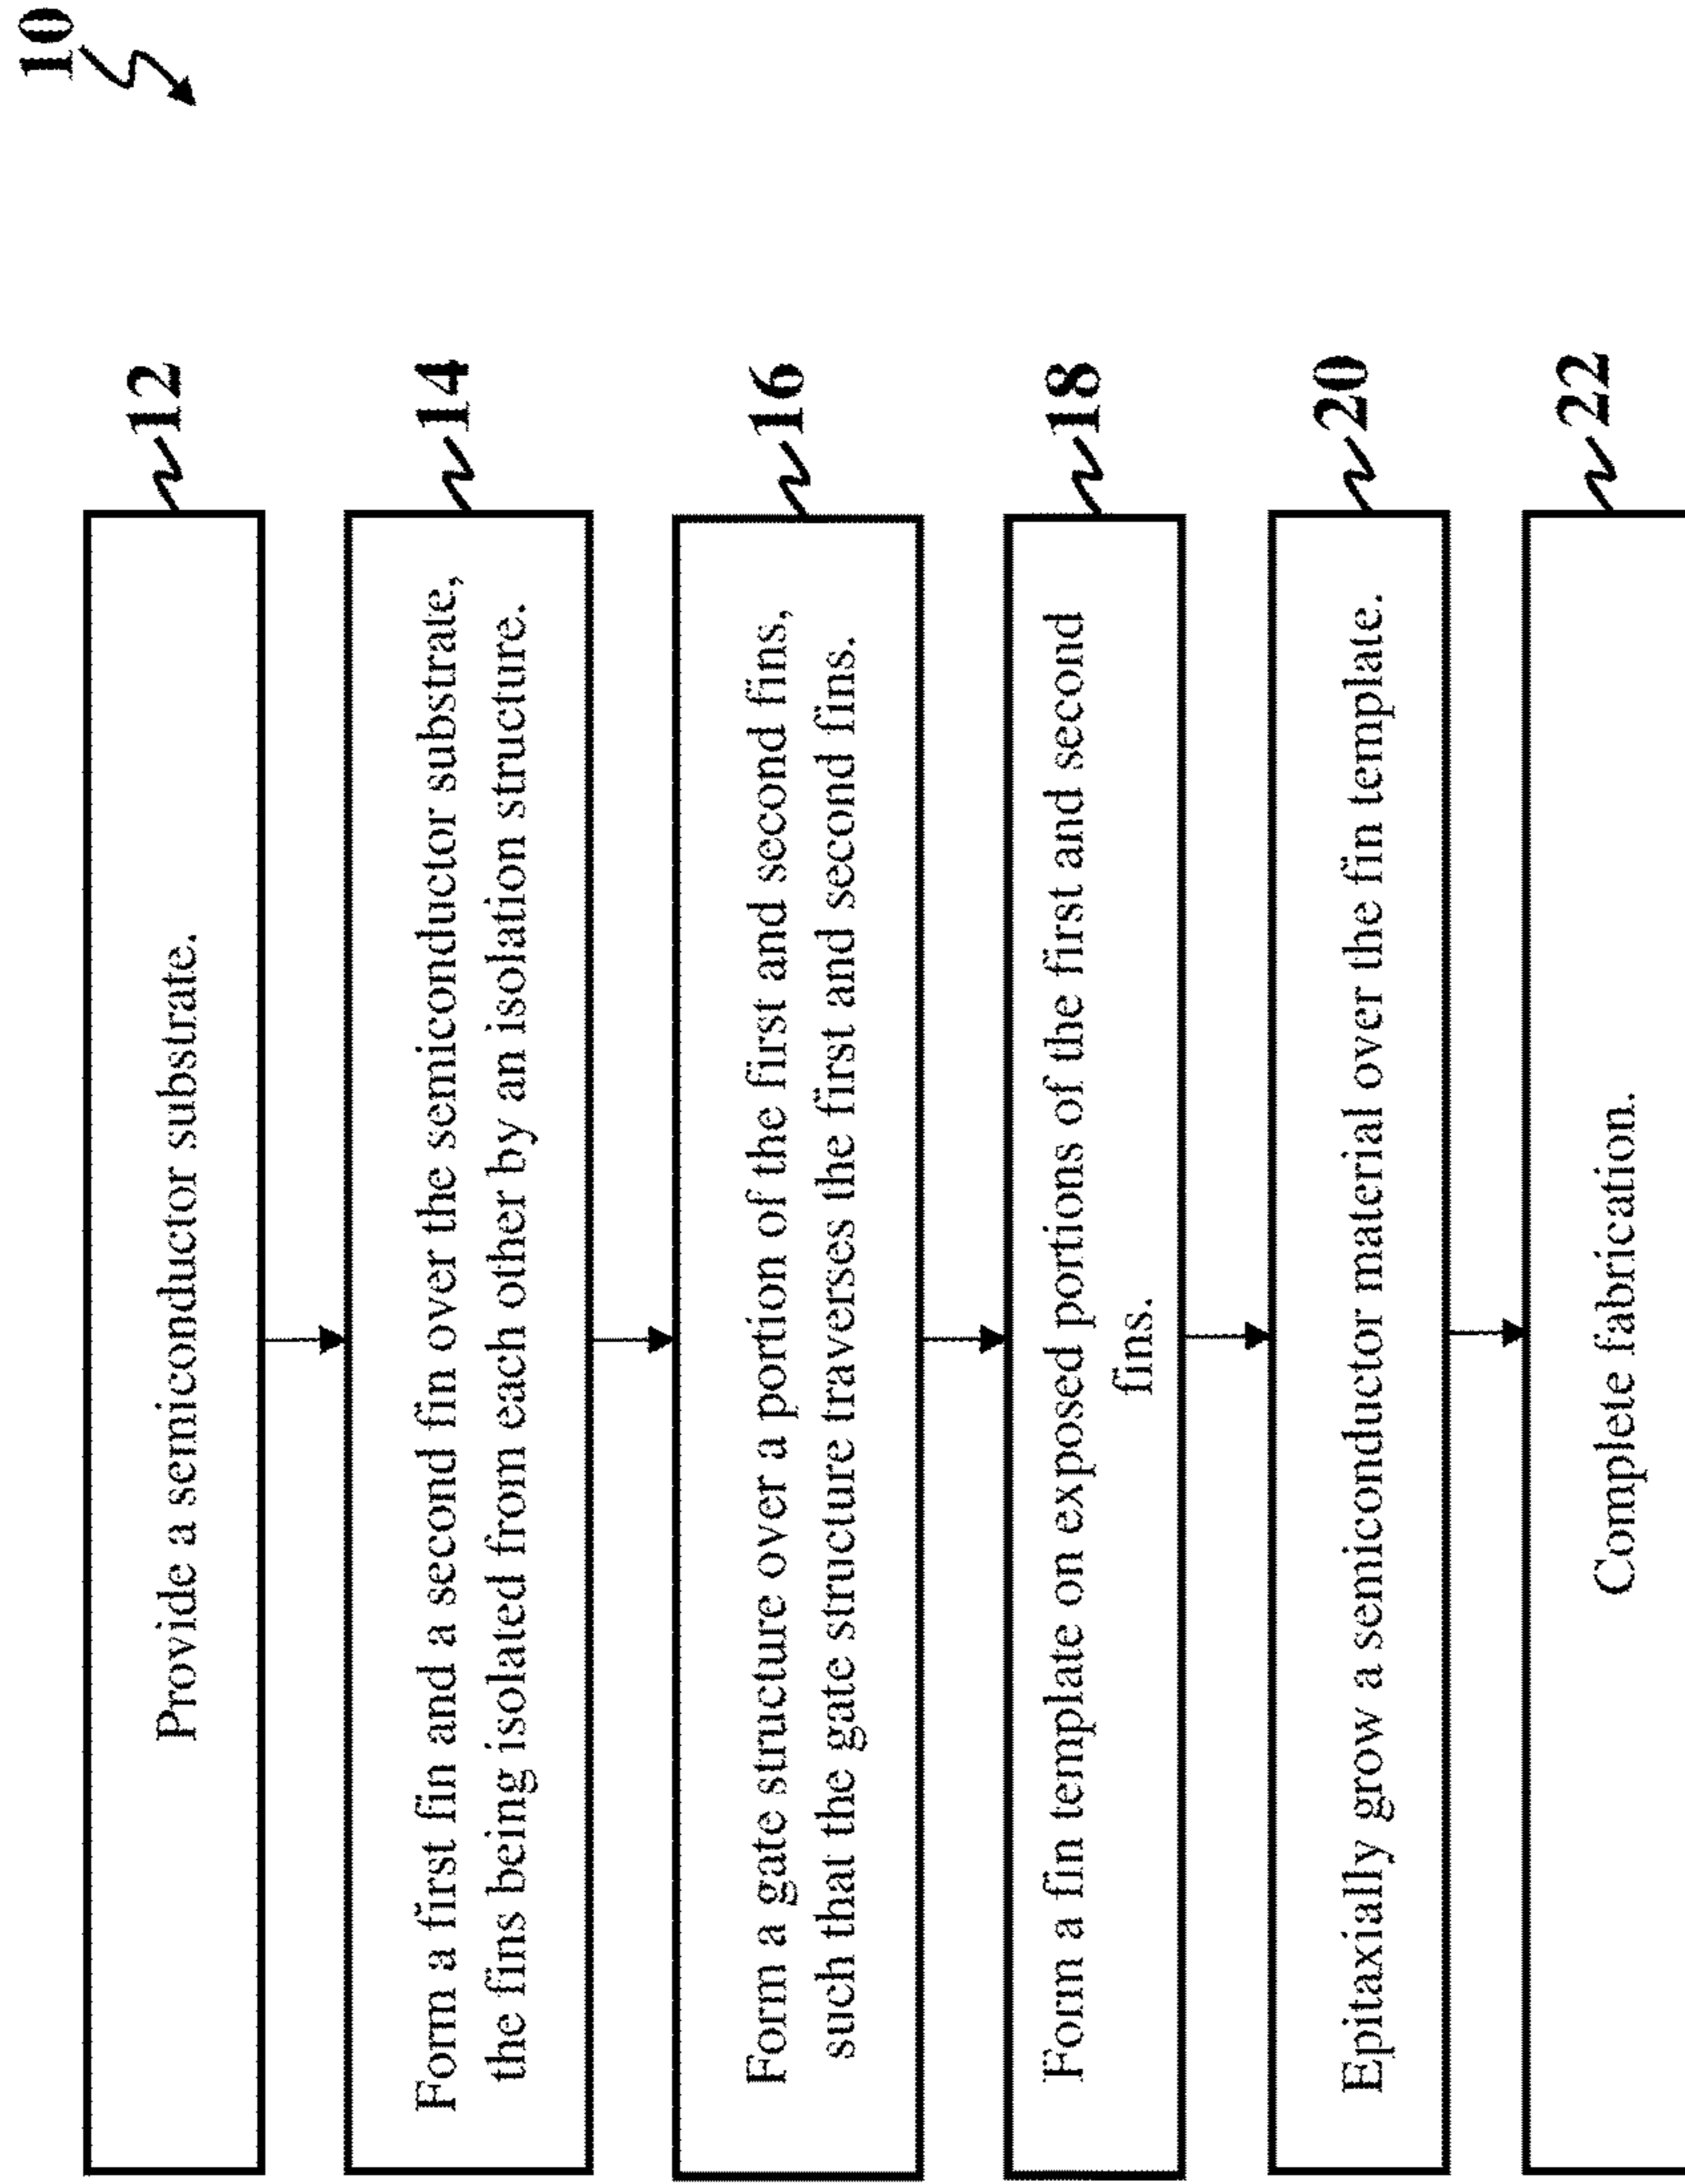 10
Provide a semiconductor substrate.
12
Form a first fin and a second fin over the semiconductor substrate,
the fins being isolated from each other by an isolation structure.
14
Form a gate structure over a portion of the first and second fins,
such that the gate structure traverses the first and second fins.
16
Form a fin template on exposed portions of the first and second
fins.
18
Epitaxially grow a semiconductor material over the fin template.
20
Complete fabrication.
22